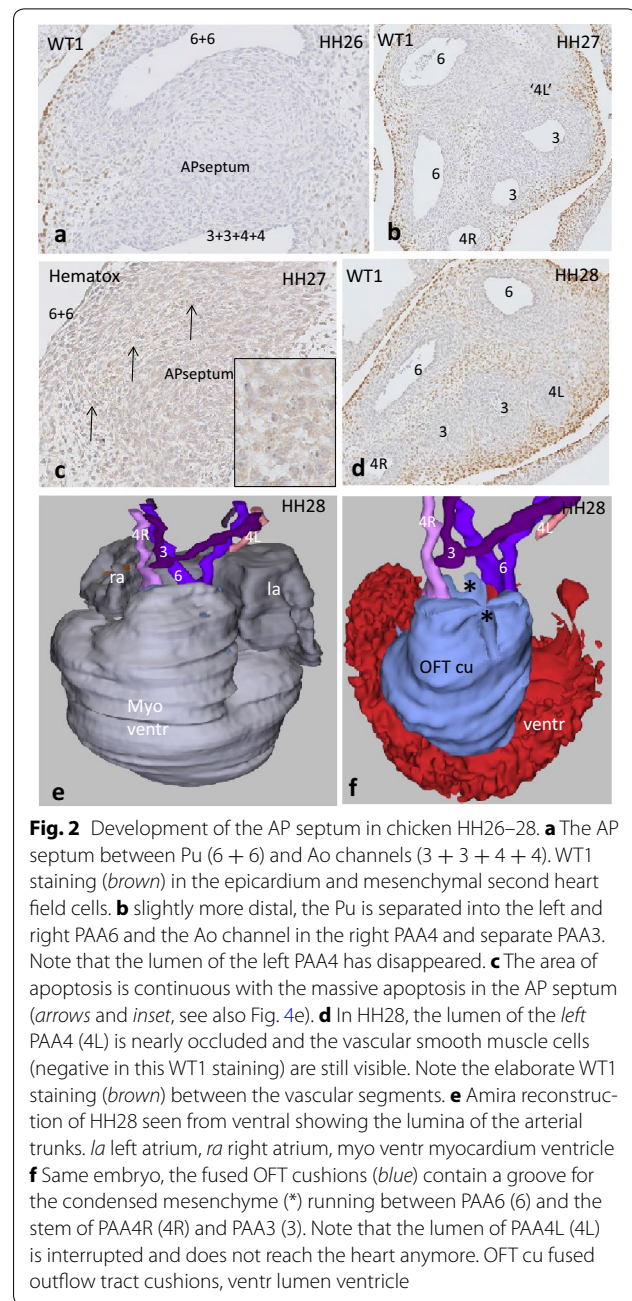 WT1
6+6
HH26
APseptum
3+3+4+4
a
WT1
HH27
6
'4L'
3
6
3
4R
b
Hematox
HH27
6+6
APseptum
c
WT1
HH28
6
6
4L
3
3
4R
d
HH28
4R
3
4L
6
ra
la
Myo
ventr
e
HH28
4R
4L
3
6
*
*
OFT cu
ventr
f
Fig. 2 Development of the AP septum in chicken HH26–28. a The AP
septum between Pu (6 + 6) and Ao channels (3 + 3 + 4 + 4). WT1
staining (brown) in the epicardium and mesenchymal second heart
field cells. b slightly more distal, the Pu is separated into the left and
right PAA6 and the Ao channel in the right PAA4 and separate PAA3.
Note that the lumen of the left PAA4 has disappeared. c The area of
apoptosis is continuous with the massive apoptosis in the AP septum
(arrows and inset, see also Fig. 4e). d In HH28, the lumen of the left
PAA4 (4L) is nearly occluded and the vascular smooth muscle cells
(negative in this WT1 staining) are still visible. Note the elaborate WT1
staining (brown) between the vascular segments. e Amira reconstruc-
tion of HH28 seen from ventral showing the lumina of the arterial
trunks. la left atrium, ra right atrium, myo ventr myocardium ventricle
f Same embryo, the fused OFT cushions (blue) contain a groove for
the condensed mesenchyme (*) running between PAA6 (6) and the
stem of PAA4R (4R) and PAA3 (3). Note that the lumen of PAA4L (4L)
is interrupted and does not reach the heart anymore. OFT cu fused
outflow tract cushions, ventr lumen ventricle